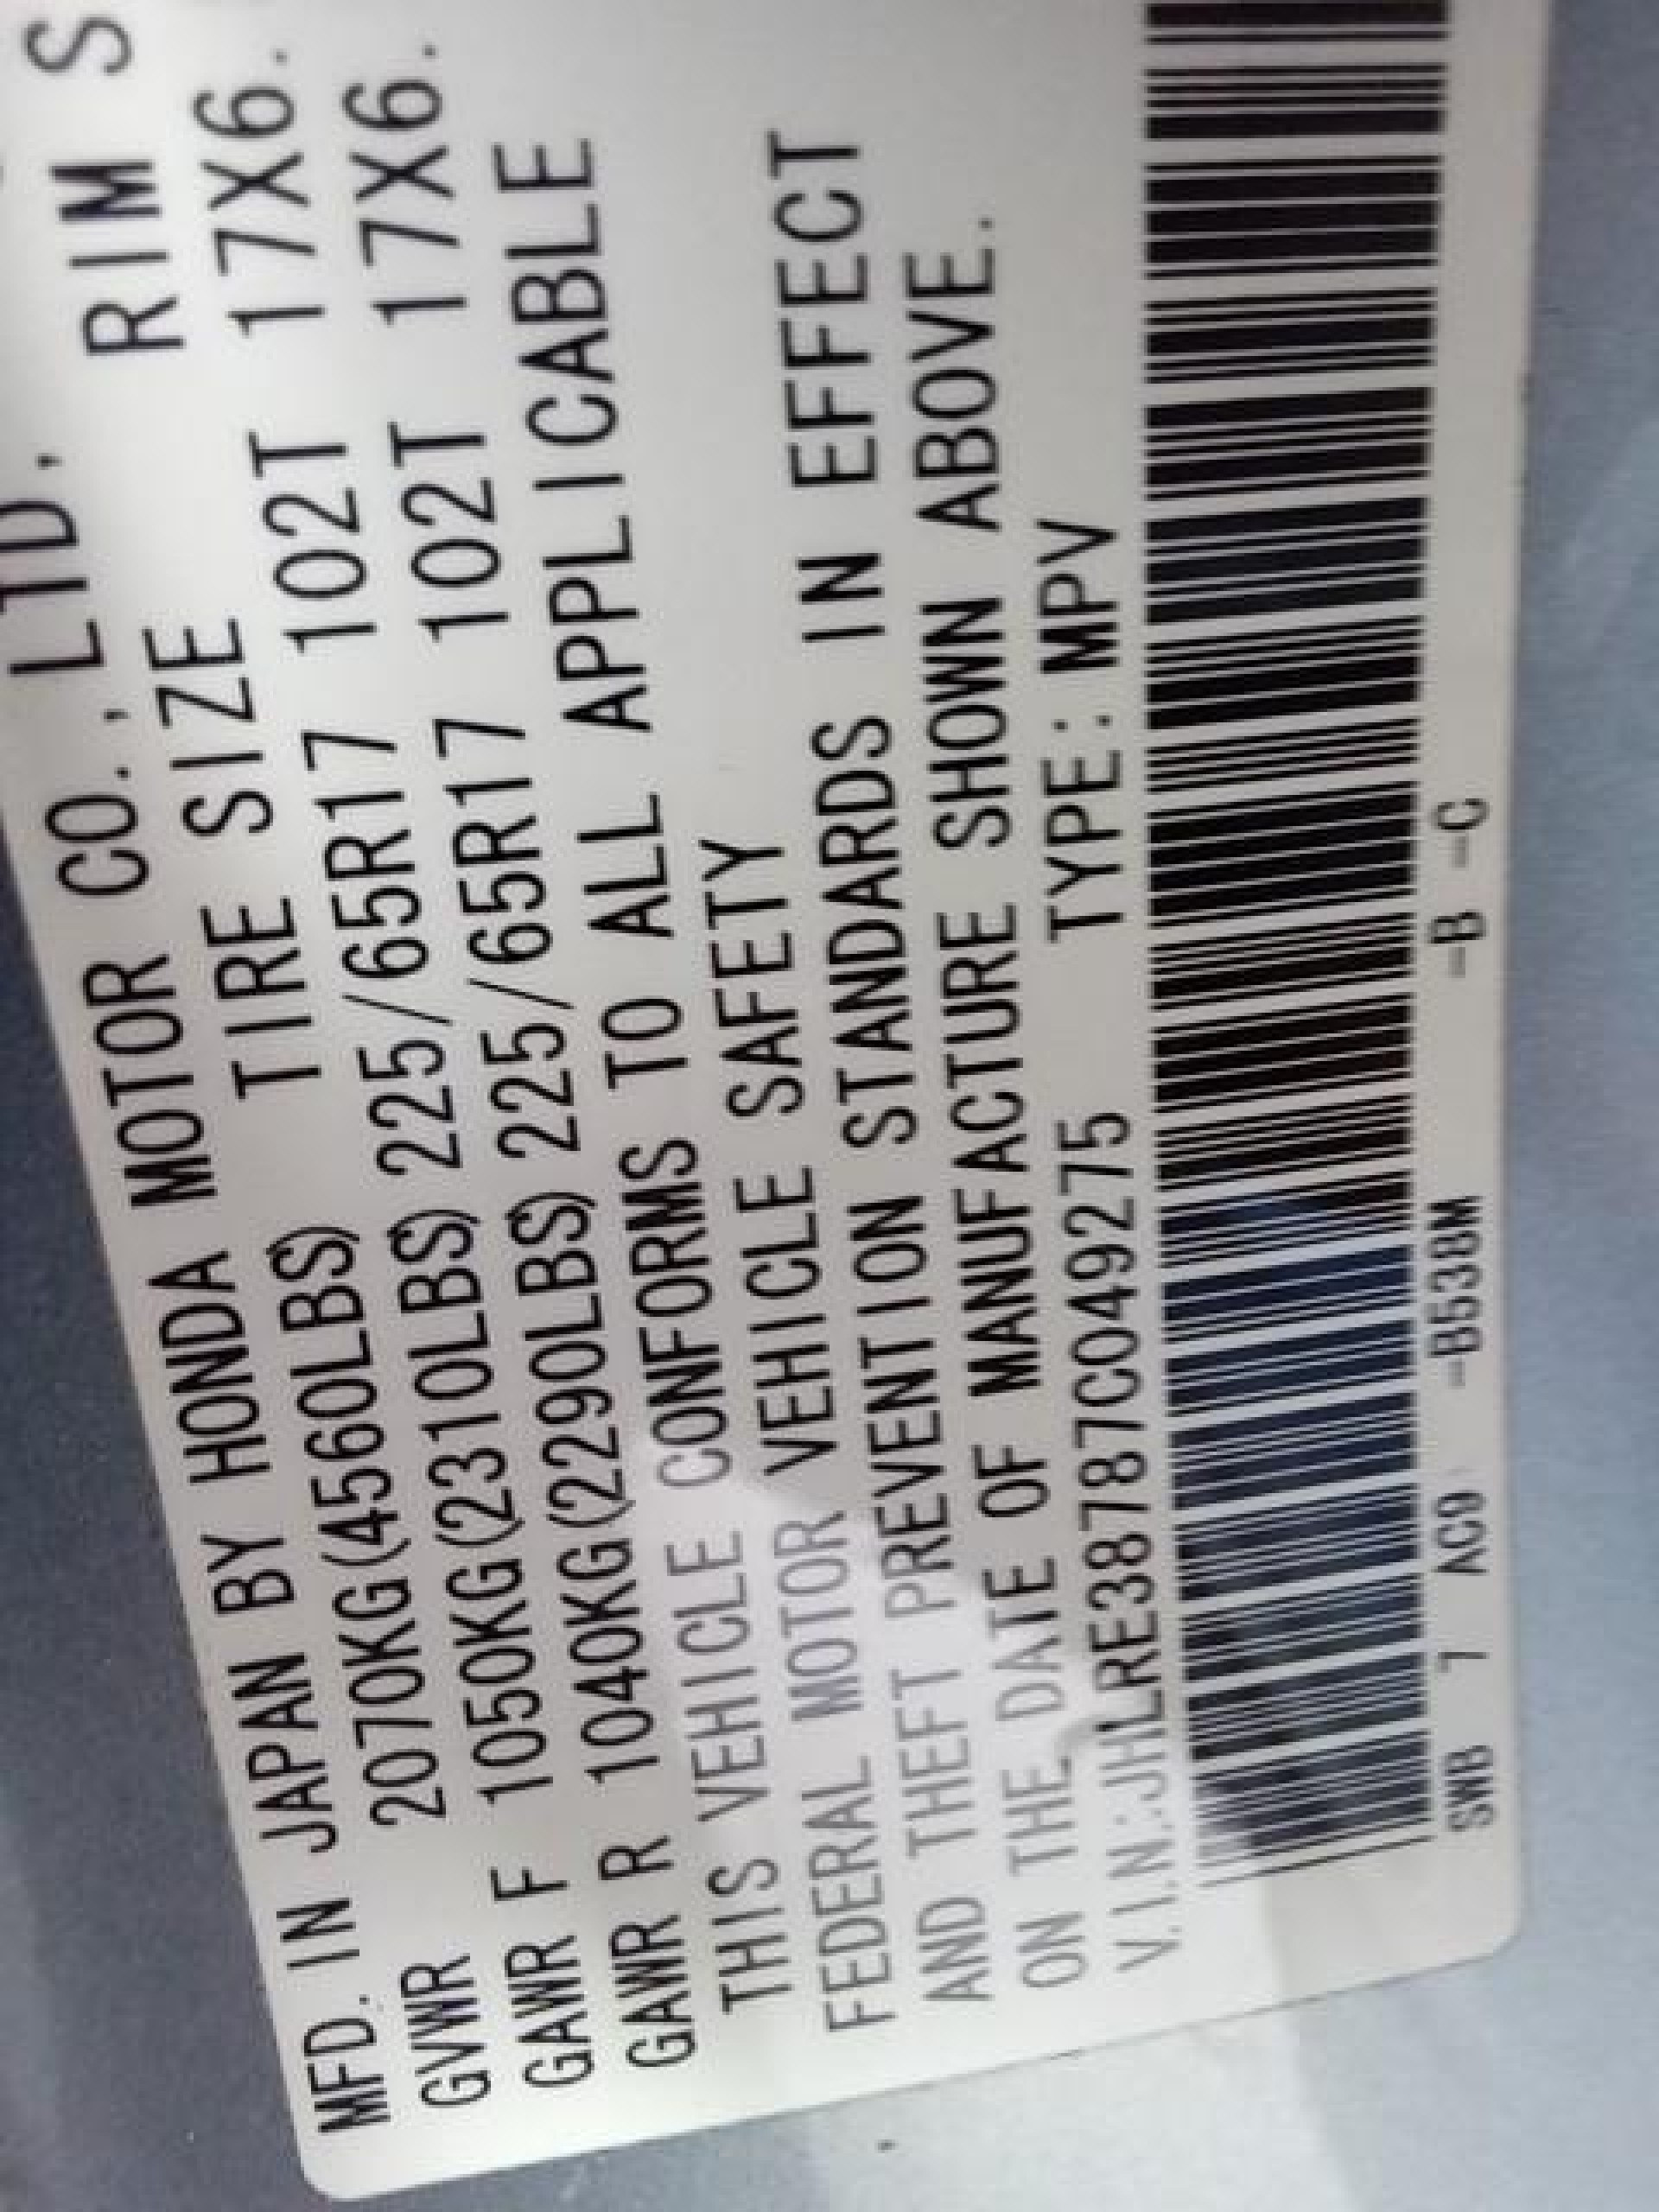 MFD. IN JAPAN BY HONDA MOTOR CO., LTD.
GVWR 2070KG(4560LBS) TIRE SIZE RIM S
GAWR F 1050KG(2310LBS) 225/65R17 102T 17X6.
GAWR R 1040KG(2290LBS) 225/65R17 102T 17X6.
THIS VEHICLE CONFORMS TO ALL APPLICABLE
FEDERAL MOTOR VEHICLE SAFETY
AND THEFT PREVENTION STANDARDS IN EFFECT
ON THE DATE OF MANUFACTURE SHOWN ABOVE.
V.I.N.:JHLRE38787C049275 TYPE: MPV
SWB 7 AC9 -B538M -B -C